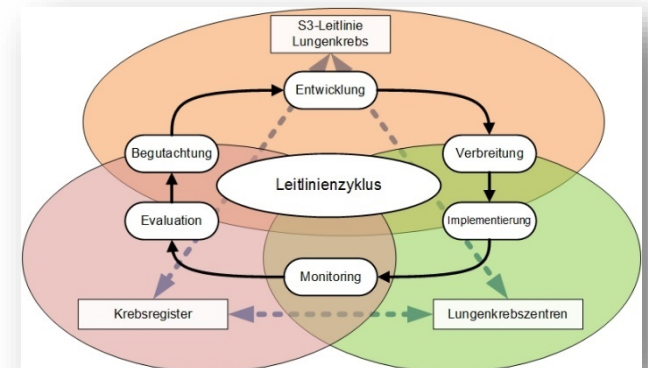 S3-Leitlinie
Lungenkrebs
Entwicklung
Begutachtung
Verbreitung
Leitlinienzyklus
Evaluation
Implementierung
Monitoring
Krebsregister
Lungenkrebszentren